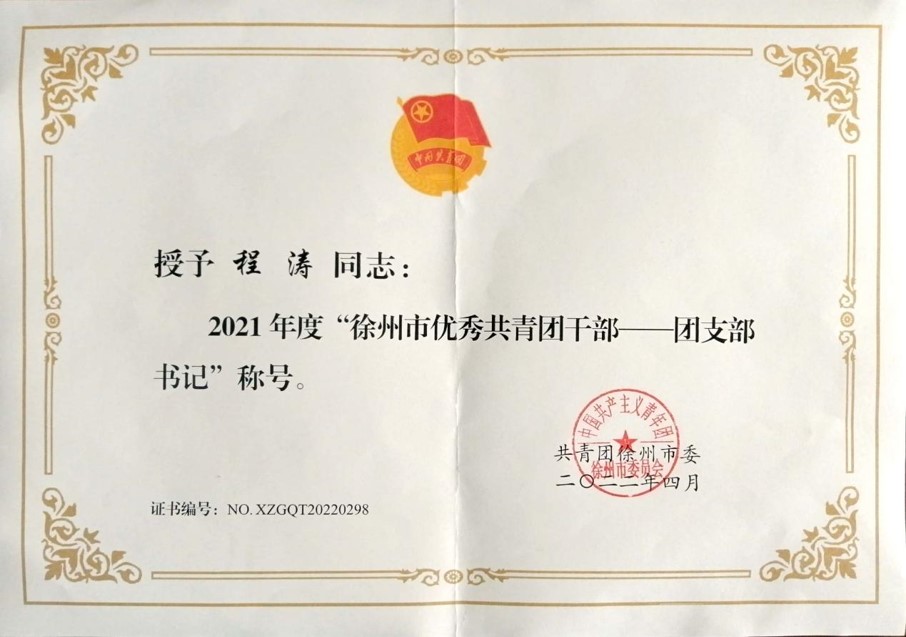 中国共青团
授予 程 涛 同志：
2021 年度“徐州市优秀共青团干部——团支部
书记”称号。
中国共产主义青年团
徐州市委员会
共青团徐州市委
二〇二二年四月
证书编号：NO. XZGQT20220298